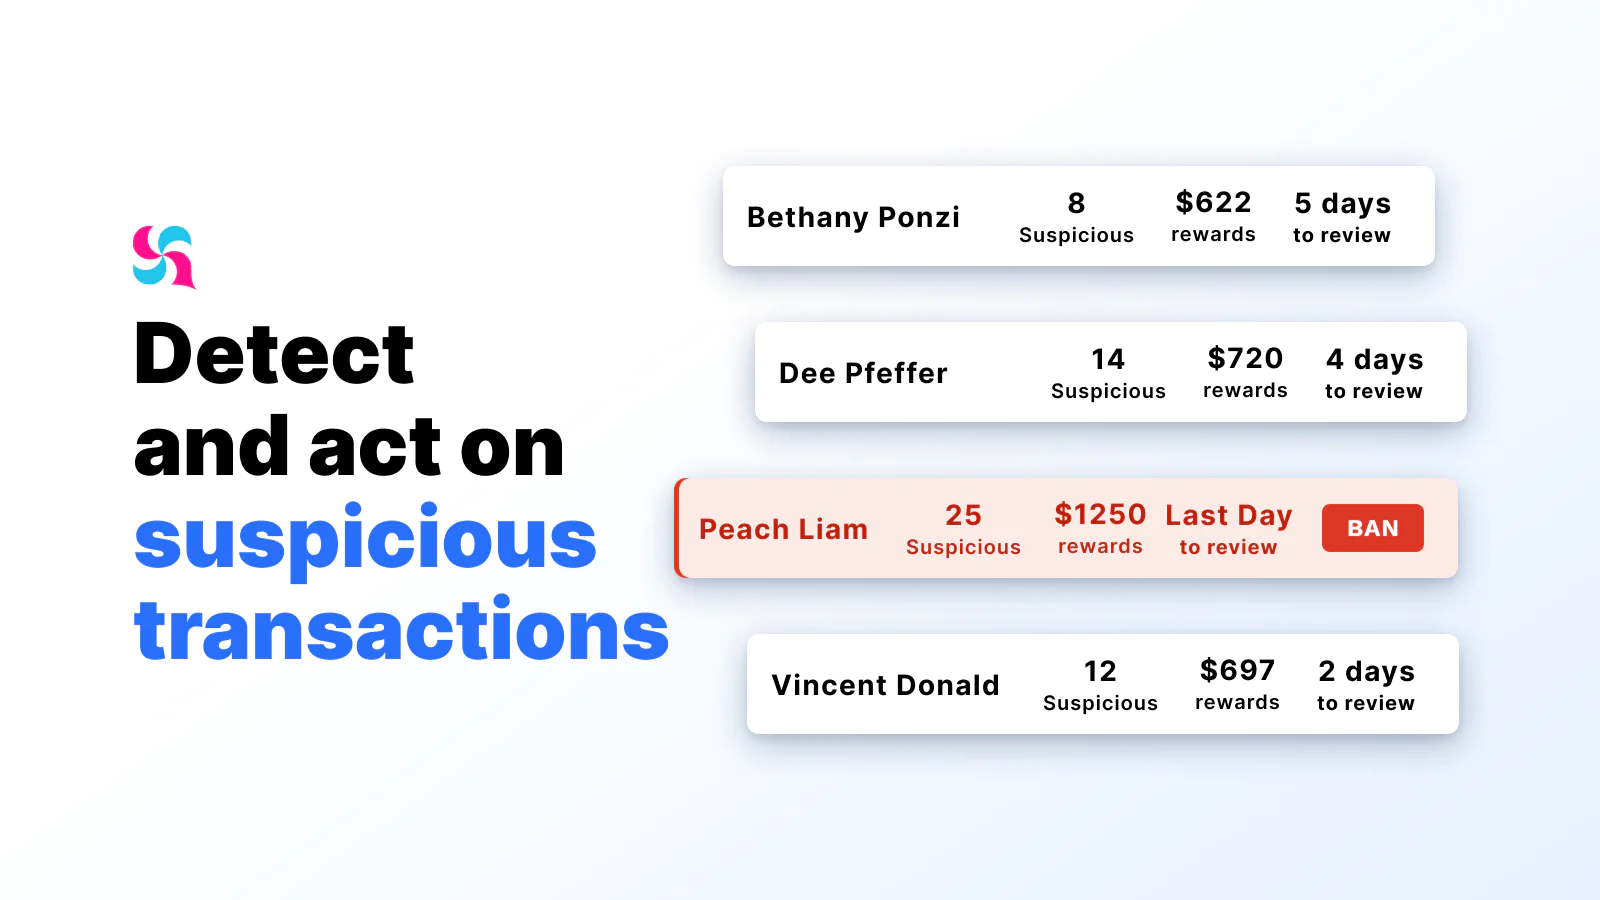 Detect
and act on
suspicious
transactions
Bethany Ponzi
8
Suspicious
$622
rewards
5 days
to review
Dee Pfeffer
14
Suspicious
$720
rewards
4 days
to review
Peach Liam
25
Suspicious
$1250
rewards
Last Day
to review
BAN
Vincent Donald
12
Suspicious
$697
rewards
2 days
to review